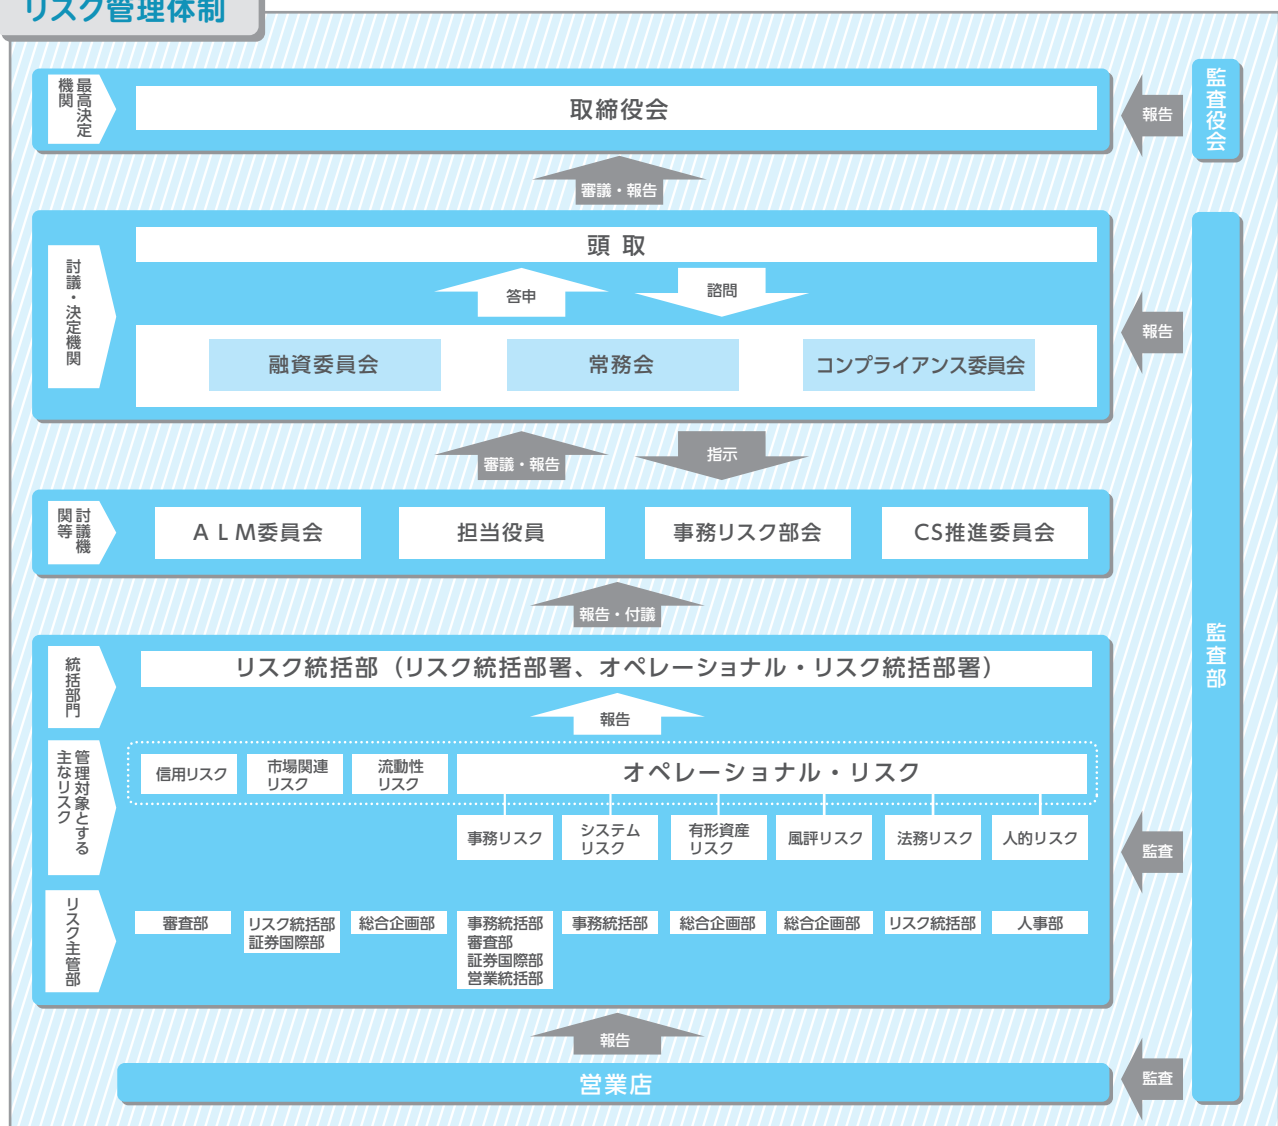 リスク管理体制
最高決定
機関
取締役会
報告
監査役会
審議・報告
討議・決定機関
頭 取
答申
諮問
融資委員会
常務会
コンプライアンス委員会
報告
審議・報告
指示
討議機
関等
ALM委員会
担当役員
事務リスク部会
CS推進委員会
報告・付議
統括部門
リスク統括部（リスク統括部署、オペレーショナル・リスク統括部署）
報告
監査部
管理対象とする
主なリスク
信用リスク
市場関連
リスク
流動性
リスク
オペレーショナル・リスク
事務リスク
システム
リスク
有形資産
リスク
風評リスク
法務リスク
人的リスク
監査
リスク主管部
審査部
リスク統括部
証券国際部
総合企画部
事務統括部
審査部
証券国際部
営業統括部
事務統括部
総合企画部
総合企画部
リスク統括部
人事部
報告
営業店
監査